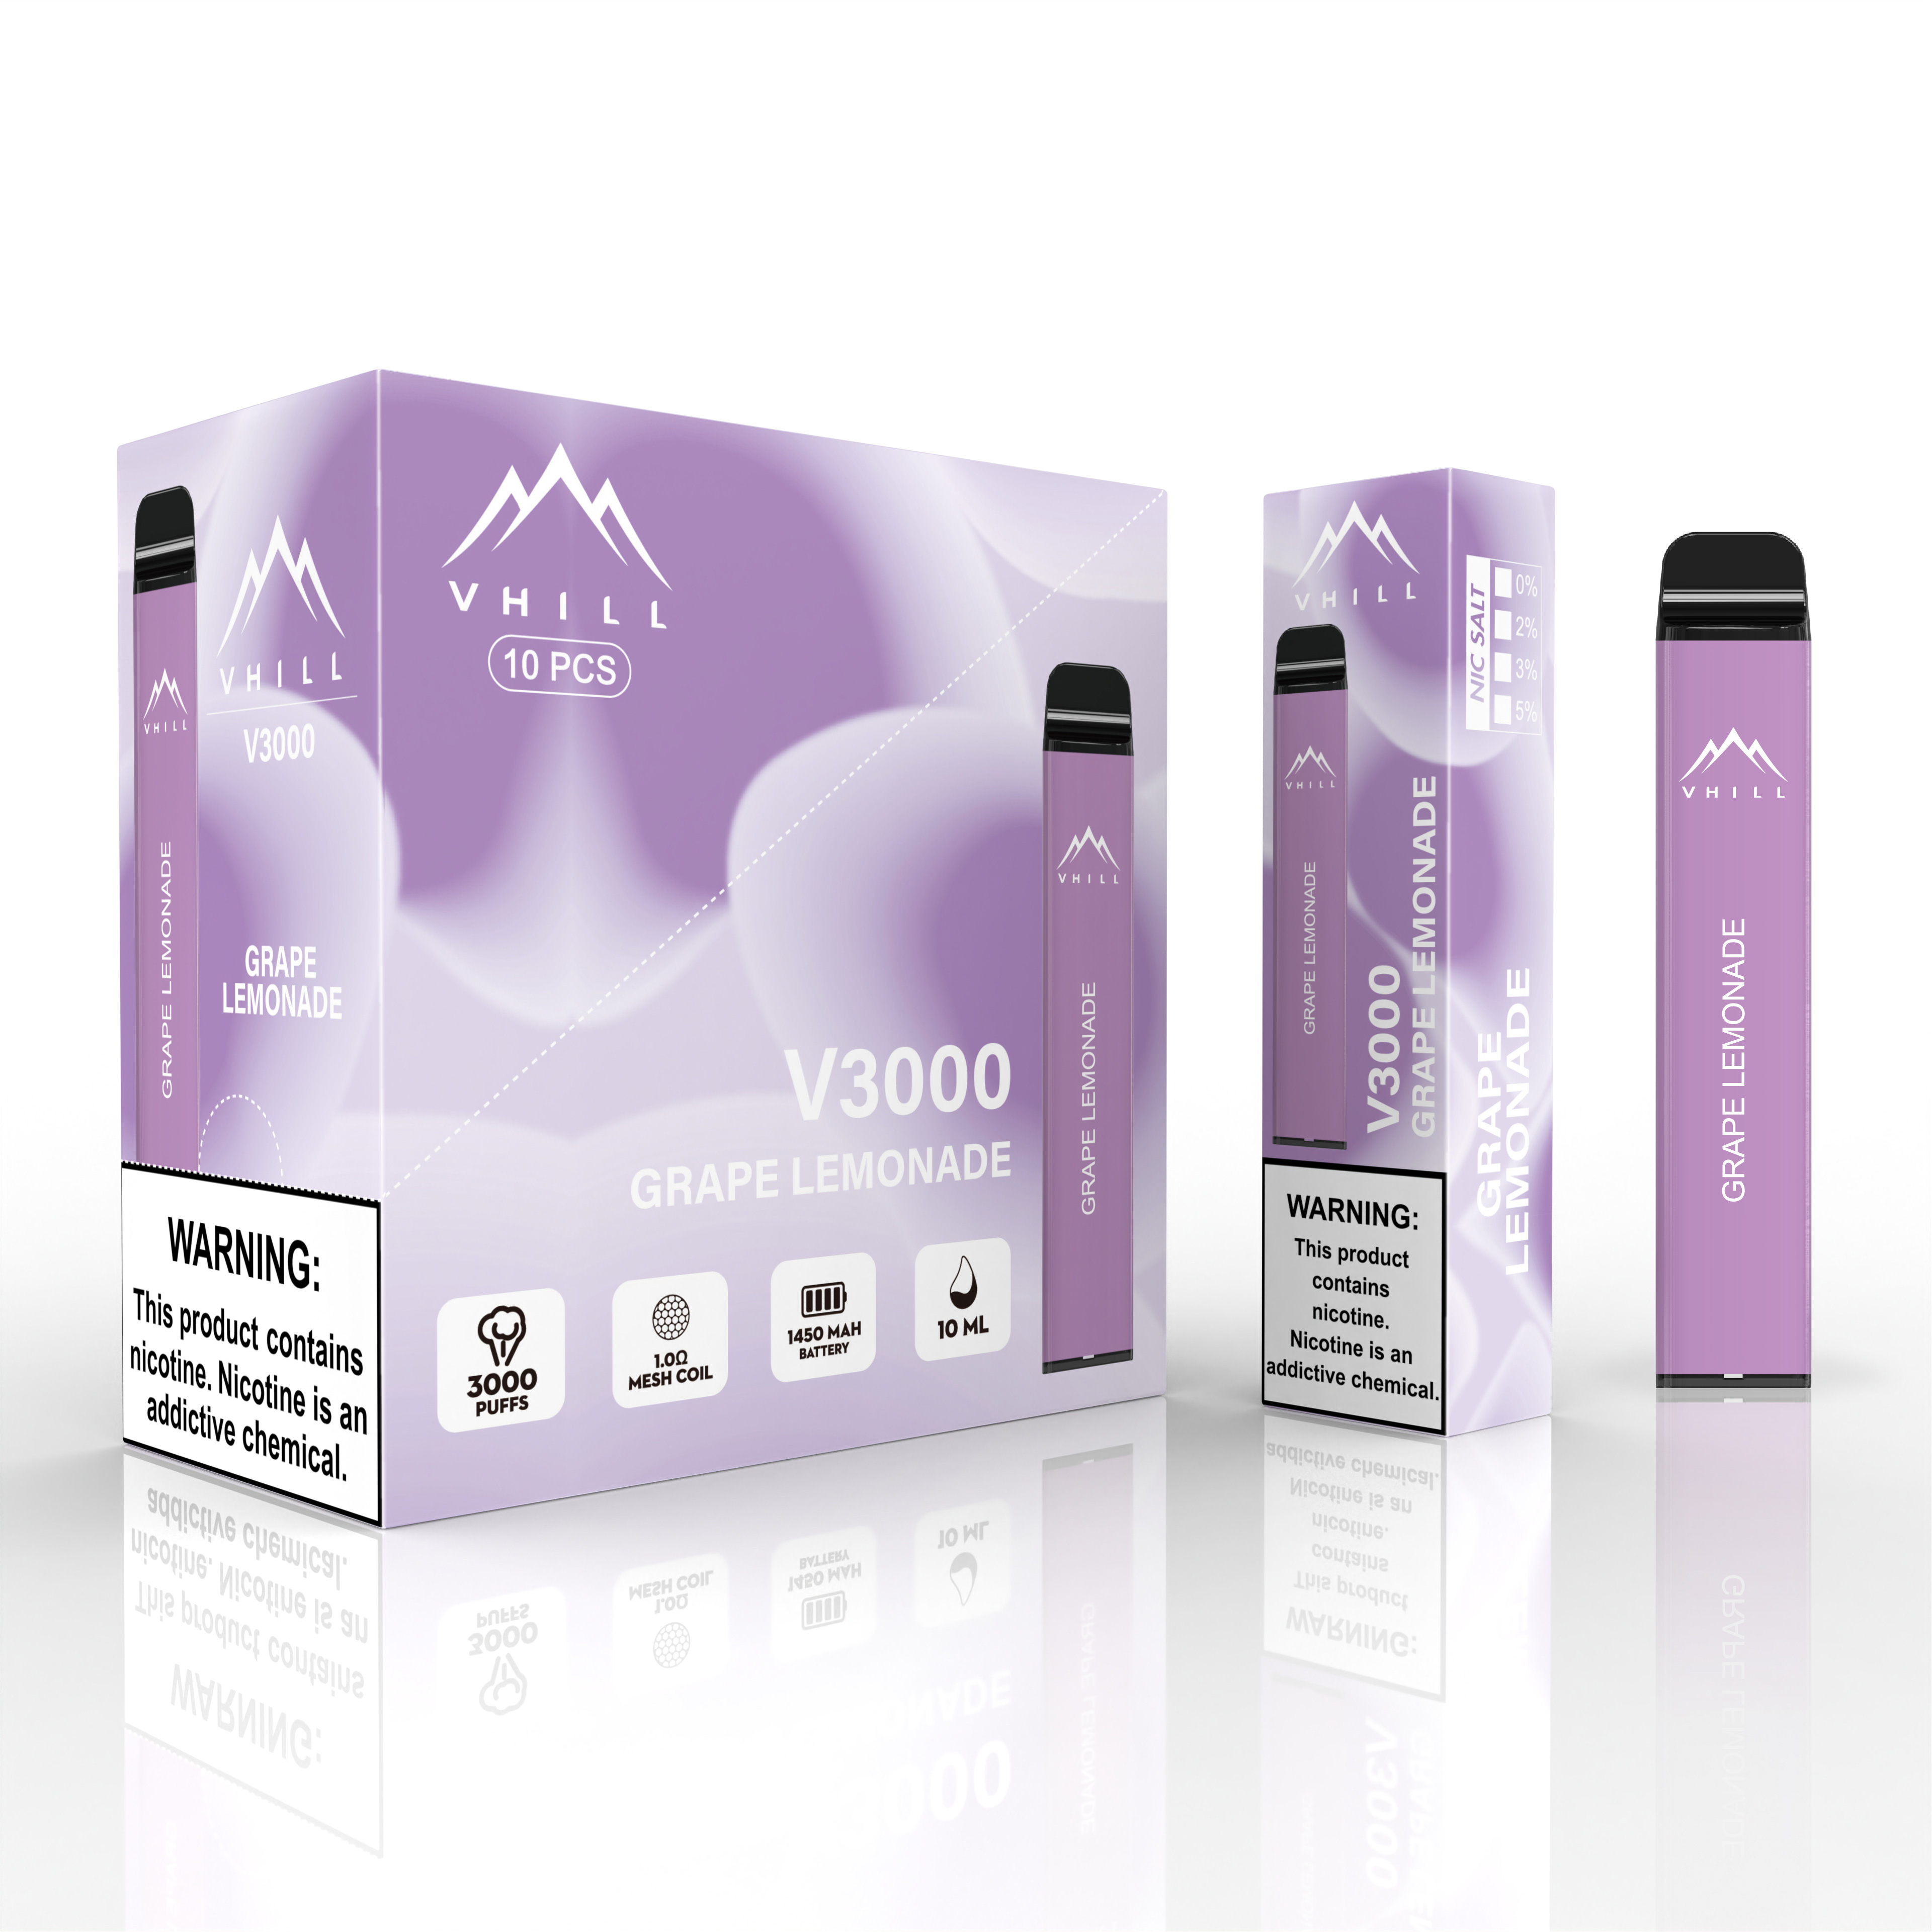 VHILL
GRAPE LEMONADE
VHILL
V3000
GRAPE
LEMONADE
WARNING:
This product contains
nicotine. Nicotine is an
addictive chemical.
VHILL
10 PCS
V3000
GRAPE LEMONADE
3000
PUFFS
1.0Ω
MESH COIL
1450 MAH
BATTERY
10 ML
VHILL
GRAPE LEMONADE
VHILL
VHILL
GRAPE LEMONADE
V3000
GRAPE LEMONADE
WARNING:
This product
contains
nicotine.
Nicotine is an
addictive chemical.
NIC SALT
0%
2%
3%
5%
GRAPE
LEMONADE
VHILL
GRAPE LEMONADE